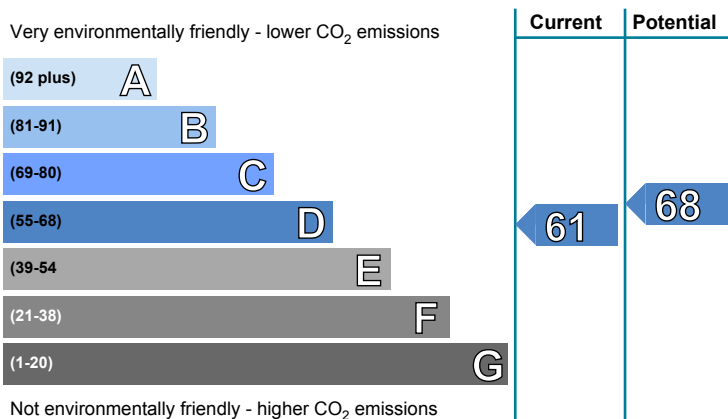 Very environmentally friendly - lower CO₂ emissions
Current
Potential
(92 plus) A
(81-91) B
(69-80) C
(55-68) D
(39-54 E
(21-38) F
(1-20) G
61
68
Not environmentally friendly - higher CO₂ emissions